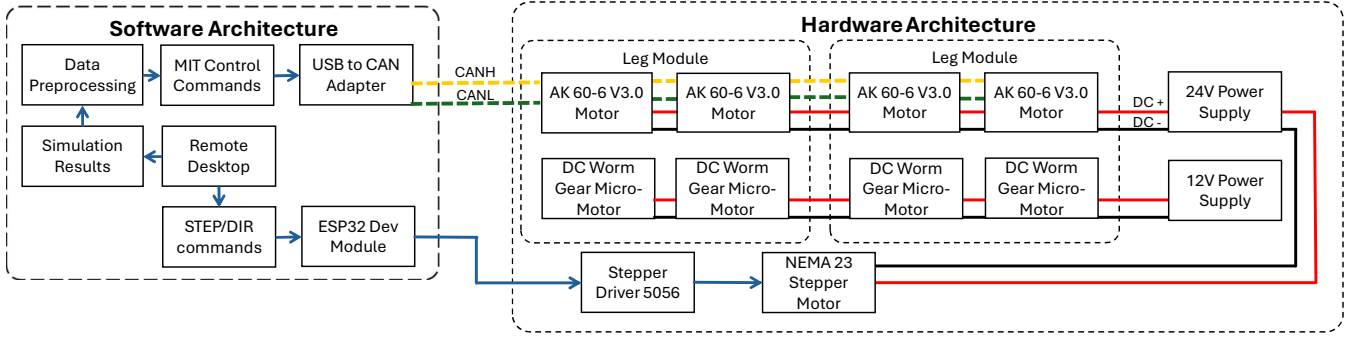 Software Architecture
Data
Preprocessing
MIT Control
Commands
USB to CAN
Adapter
Simulation
Results
Remote
Desktop
STEP/DIR
commands
ESP32 Dev
Module
CANH
CANL
Hardware Architecture
Leg Module
AK 60-6 V3.0
Motor
AK 60-6 V3.0
Motor
DC Worm
Gear Micro-
Motor
DC Worm
Gear Micro-
Motor
Leg Module
AK 60-6 V3.0
Motor
AK 60-6 V3.0
Motor
DC Worm
Gear Micro-
Motor
DC Worm
Gear Micro-
Motor
DC +
DC -
24V Power
Supply
12V Power
Supply
Stepper
Driver 5056
NEMA 23
Stepper
Motor